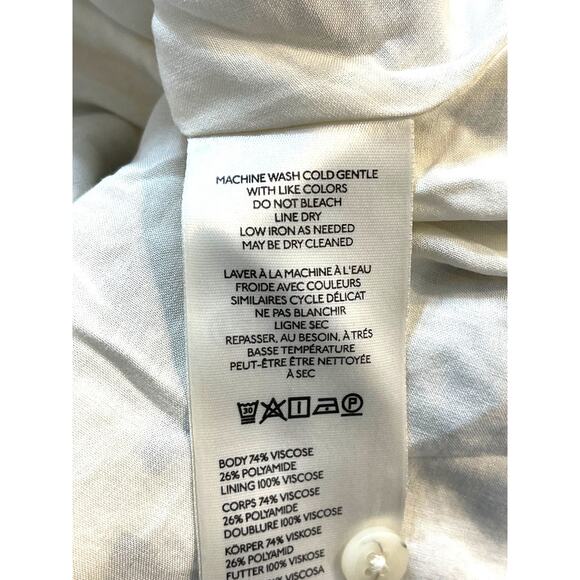 MACHINE WASH COLD GENTLE
WITH LIKE COLORS
DO NOT BLEACH
LINE DRY
LOW IRON AS NEEDED
MAY BE DRY CLEANED
LAVER À LA MACHINE À L'EAU
FROIDE AVEC COULEURS
SIMILAIRES CYCLE DÉLICAT
NE PAS BLANCHIR
LIGNE SEC
REPASSER, AU BESOIN, À TRÉS
BASSE TEMPÉRATURE
PEUT-ÊTRE ÊTRE NETTOYÉE
À SEC
30 P
BODY 74% VISCOSE
26% POLYAMIDE
LINING 100% VISCOSE
CORPS 74% VISCOSE
26% POLYAMIDE
DOUBLURE 100% VISCOSE
KÖRPER 74% VISKOSE
26% POLYAMID
FUTTER 100% VISKOSE
VISCOSA